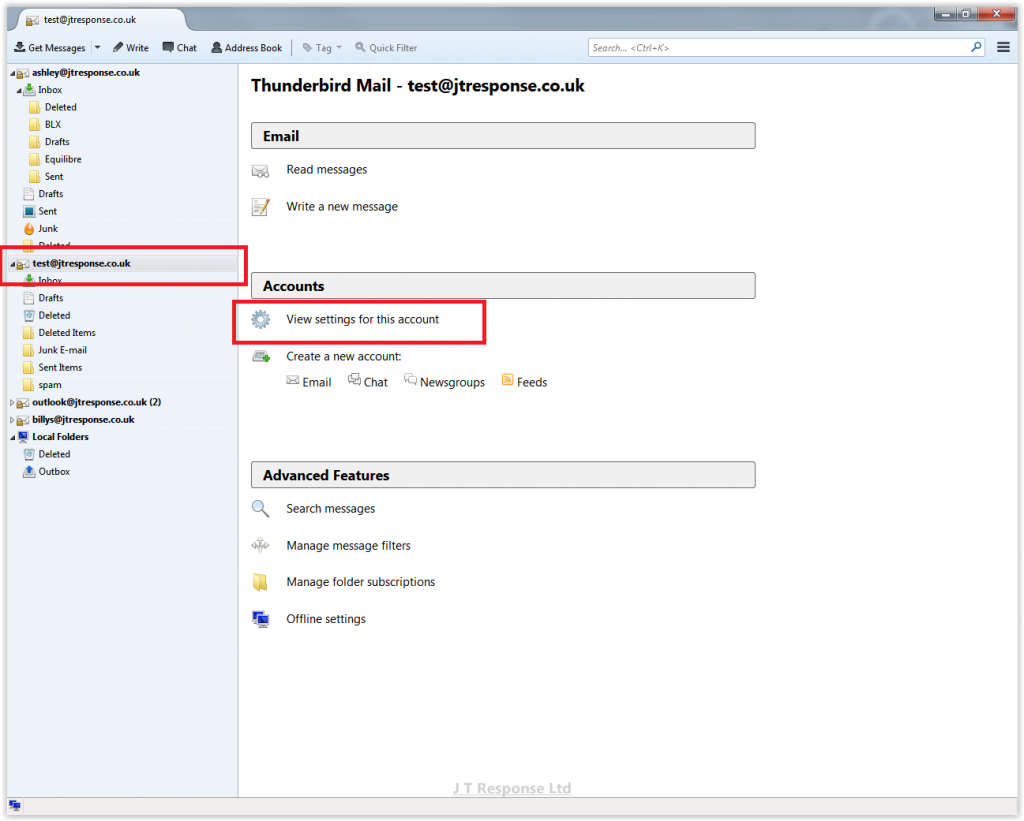 test@jtresponse.co.uk
Get Messages Write Chat Address Book Tag Quick Filter Search... <Ctrl+K>
ashley@jtresponse.co.uk
Inbox
Deleted
BLX
Drafts
Equilibre
Sent
Drafts
Sent
Junk
Deleted
test@jtresponse.co.uk
Inbox
Drafts
Deleted
Deleted Items
Junk E-mail
Sent Items
spam
outlook@jtresponse.co.uk (2)
billys@jtresponse.co.uk
Local Folders
Deleted
Outbox
Thunderbird Mail - test@jtresponse.co.uk
Email
Read messages
Write a new message
Accounts
View settings for this account
Create a new account:
Email Chat Newsgroups Feeds
Advanced Features
Search messages
Manage message filters
Manage folder subscriptions
Offline settings
J T Response Ltd